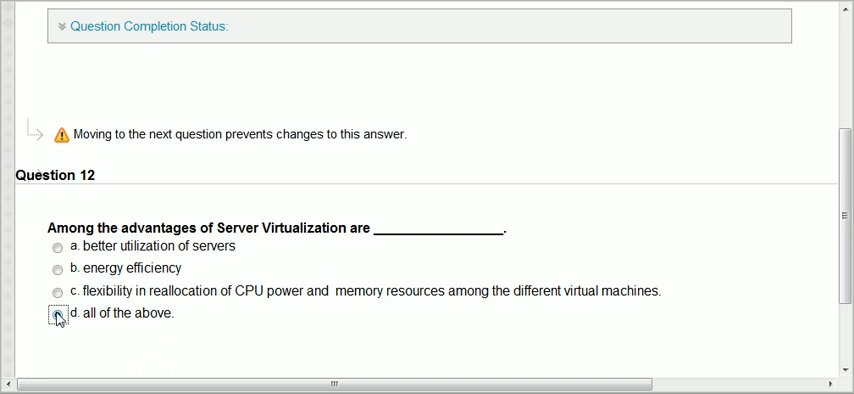 Question Completion Status:
Moving to the next question prevents changes to this answer.
Question 12
Among the advantages of Server Virtualization are _________________.
a. better utilization of servers
b. energy efficiency
c. flexibility in reallocation of CPU power and memory resources among the different virtual machines.
d. all of the above.